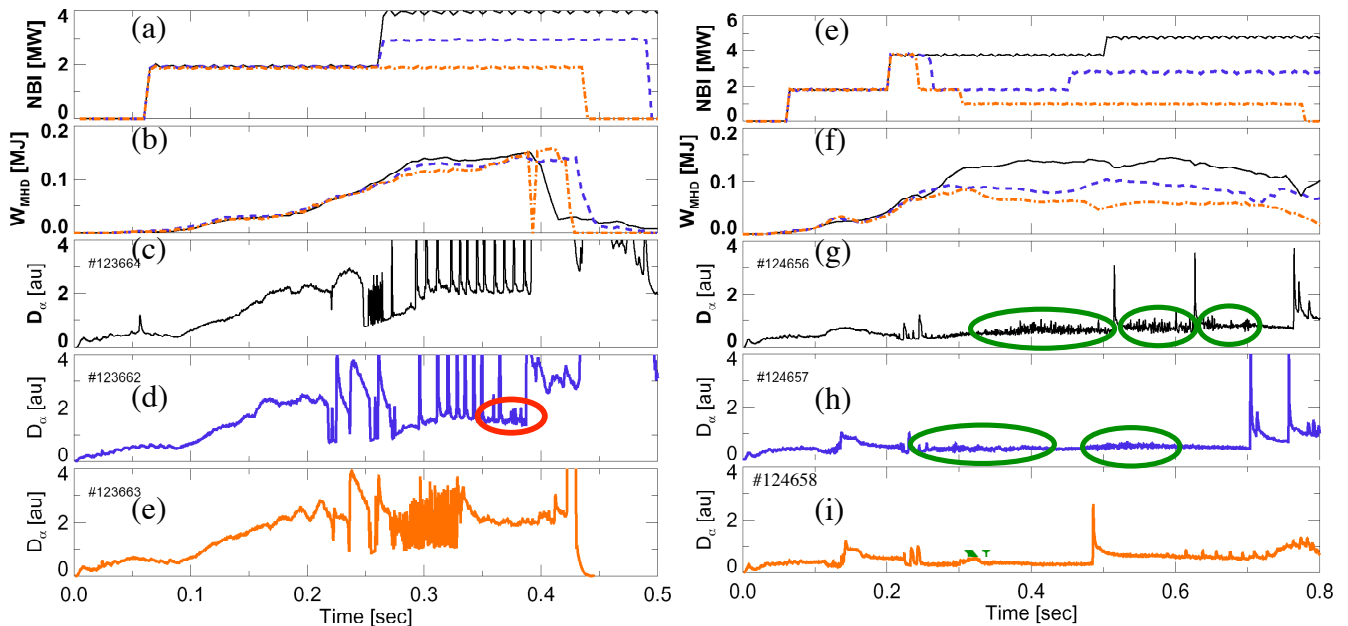 (a)
NBI [MW]
4
2
0
(b)
W_MHD [MJ]
0.2
0.1
0.0
(c)
#123664
D_α [au]
4
2
0
(d)
#123662
D_α [au]
4
2
0
(e)
#123663
D_α [au]
4
2
0
0.0 0.1 0.2 0.3 0.4 0.5
Time [sec]
(e)
NBI [MW]
6
4
2
0
(f)
W_MHD [MJ]
0.2
0.1
0.0
(g)
#124656
D_α [au]
4
2
0
(h)
#124657
D_α [au]
4
2
0
(i)
#124658
D_α [au]
4
2
0
0.0 0.2 0.4 0.6 0.8
Time [sec]